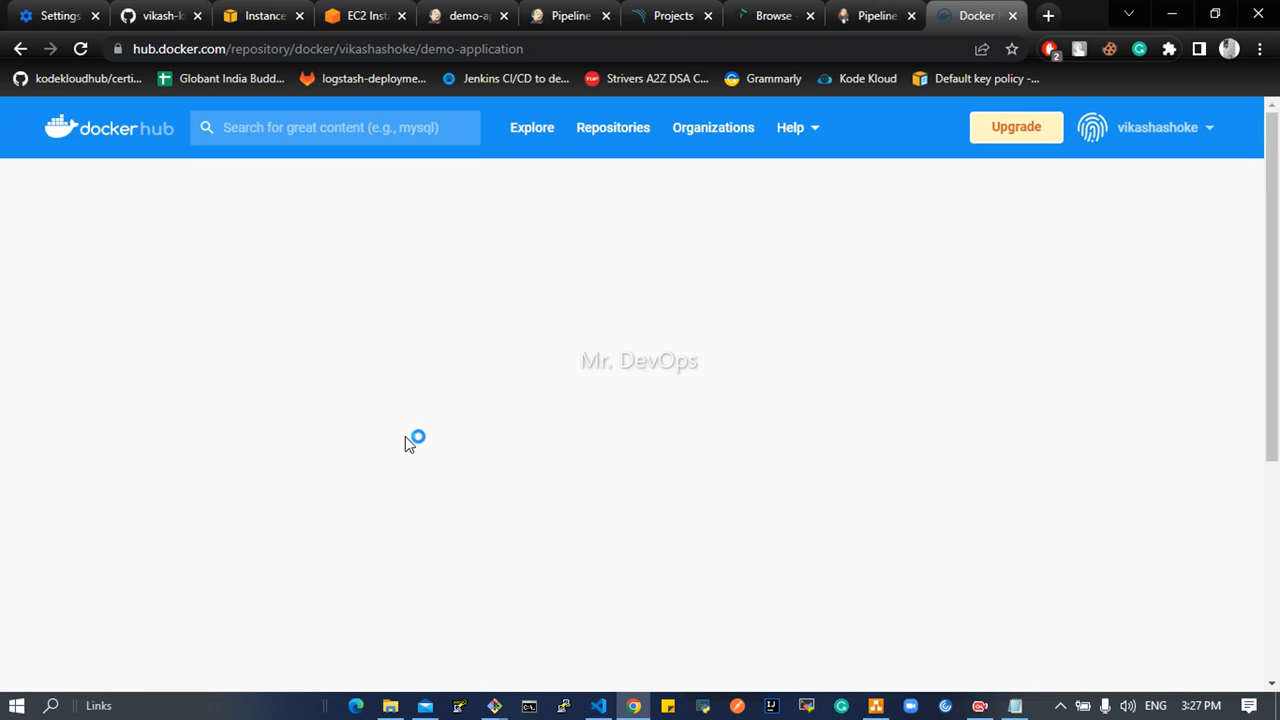 Settings
vikash-k
Instance
EC2 Inst
demo-ap
Pipeline
Projects
Browse
Pipeline
Docker
hub.docker.com/repository/docker/vikashashoke/demo-application
2
kodekloudhub/certi...
Globant India Budd...
logstash-deployme...
Jenkins CI/CD to de...
Strivers A2Z DSA C...
Grammarly
Kode Kloud
Default key policy -...
docker hub
Search for great content (e.g., mysql)
Explore
Repositories
Organizations
Help
Upgrade
vikashashoke
Mr. DevOps
Links
ENG
3:27 PM